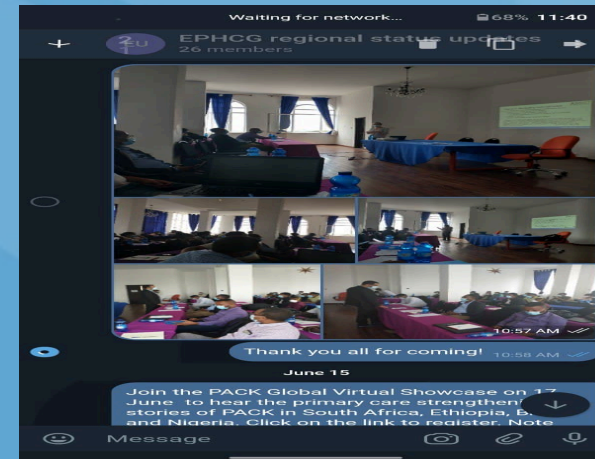 Waiting for network... 68% 11:40
EPHCG regional status updates
26 members
10:57 AM
Thank you all for coming! 10:58 AM
June 15
Join the PACK Global Virtual Showcase on 17
June to hear the primary care strengthen
stories of PACK in South Africa, Ethiopia, B
and Nigeria. Click on the link to register. Note
Message